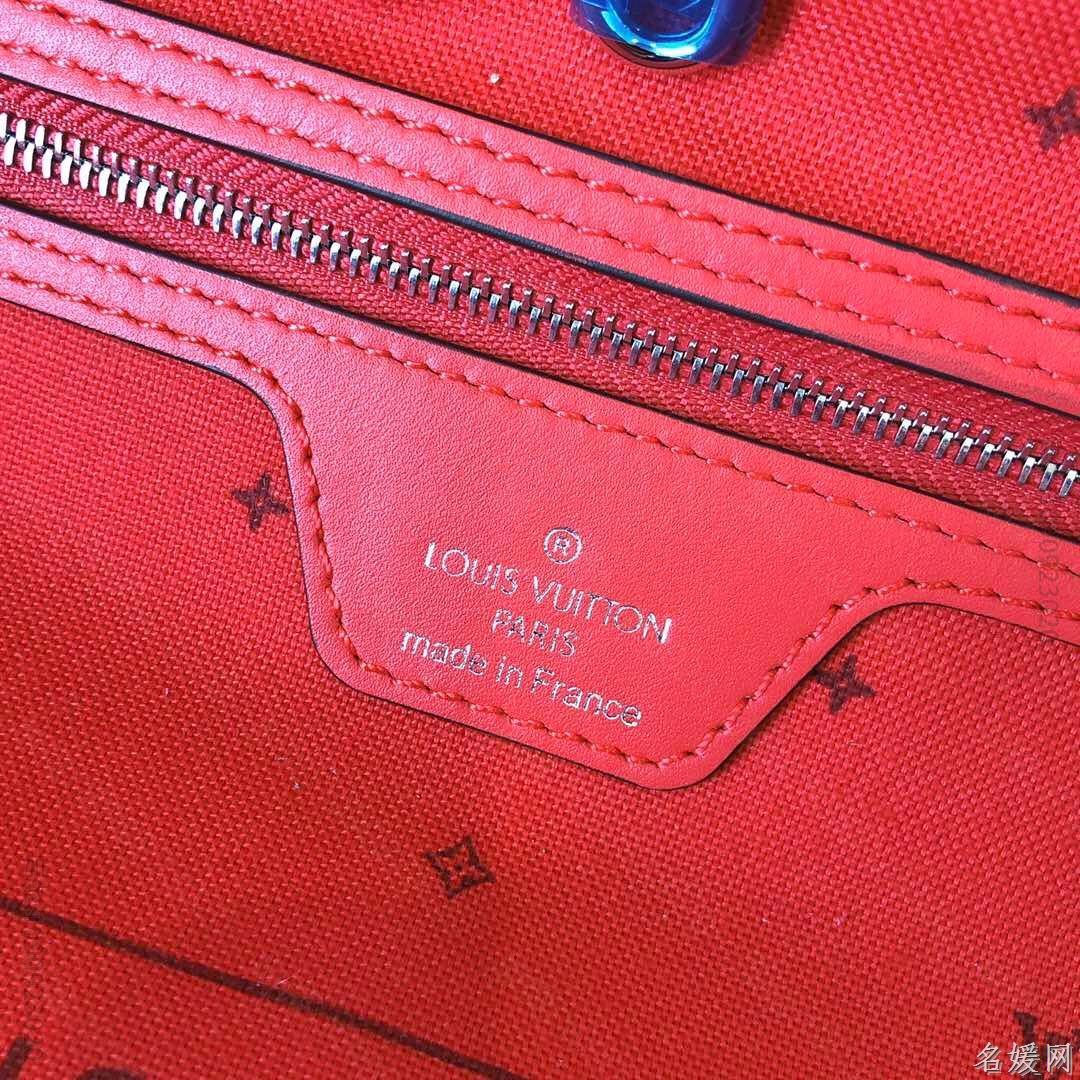 ®
LOUIS VUITTON
PARIS
made in France
名媛网